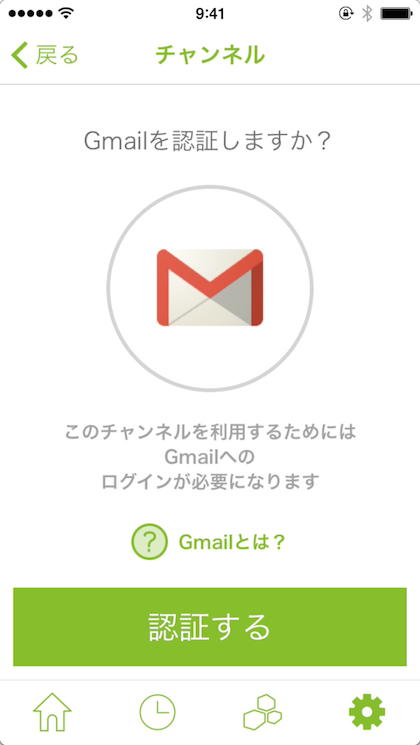 9:41
戻る
チャンネル
Gmailを認証しますか？
このチャンネルを利用するためには
Gmailへの
ログインが必要になります
? Gmailとは？
認証する